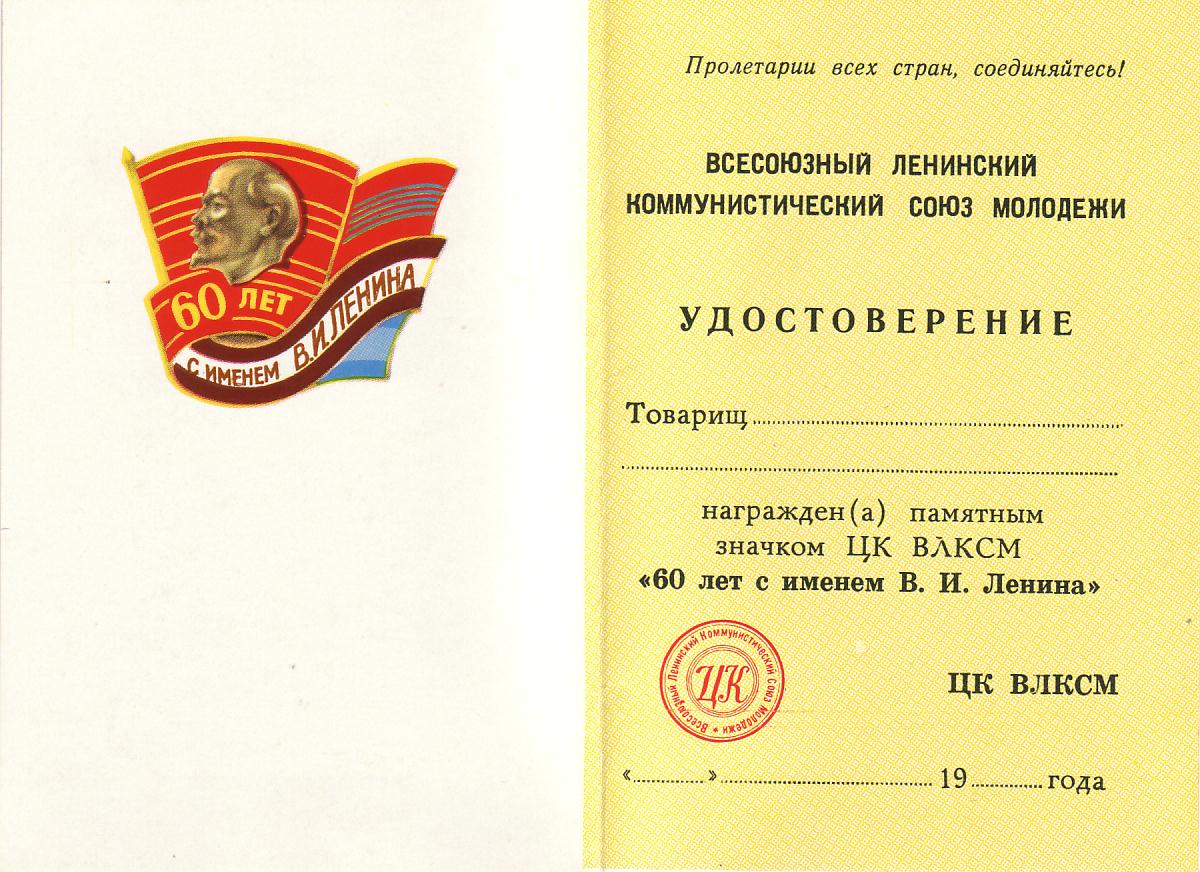 60 ЛЕТ
С ИМЕНЕМ В.И.ЛЕНИНА
Пролетарии всех стран, соединяйтесь!
ВСЕСОЮЗНЫЙ ЛЕНИНСКИЙ
КОММУНИСТИЧЕСКИЙ СОЮЗ МОЛОДЕЖИ
УДОСТОВЕРЕНИЕ
Товарищ
награжден(а) памятным
значком ЦК ВЛКСМ
«60 лет с именем В. И. Ленина»
Всесоюзный Ленинский Коммунистический Союз Молодежи
ЦК
ЦК ВЛКСМ
«........»........................ 19........ года